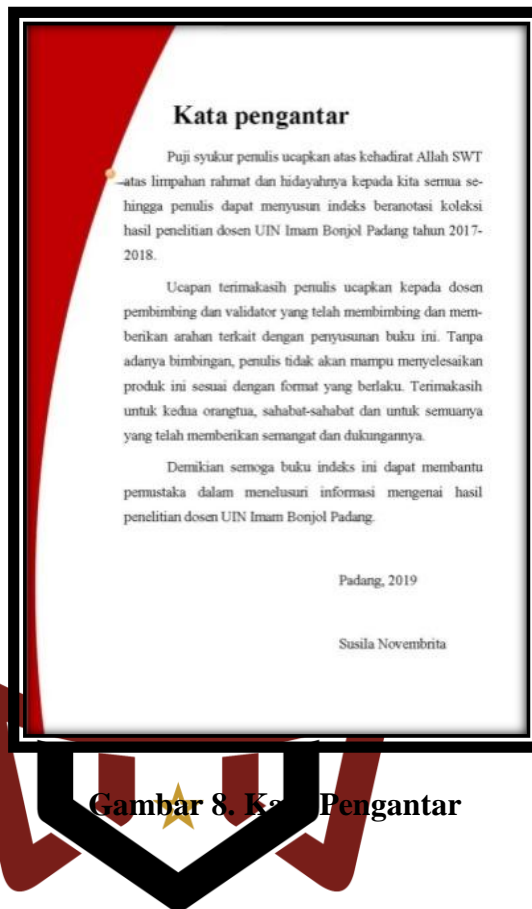 Kata pengantar
Puji syukur penulis ucapkan atas kehadirat Allah SWT
atas limpahan rahmat dan hidayahnya kepada kita semua se-
hingga penulis dapat menyusun indeks beranotasi koleksi
hasil penelitian dosen UIN Imam Bonjol Padang tahun 2017-
2018.
Ucapan terimakasih penulis ucapkan kepada dosen
pembimbing dan validator yang telah membimbing dan mem-
berikan arahan terkait dengan penyusunan buku ini. Tanpa
adanya bimbingan, penulis tidak akan mampu menyelesaikan
produk ini sesuai dengan format yang berlaku. Terimakasih
untuk kedua orangtua, sahabat-sahabat dan untuk semuanya
yang telah memberikan semangat dan dukungannya.
Demikian semoga buku indeks ini dapat membantu
pemustaka dalam menelusuri informasi mengenai hasil
penelitian dosen UIN Imam Bonjol Padang.
Padang, 2019
Susila Novembrita
Gambar 8. Kata Pengantar